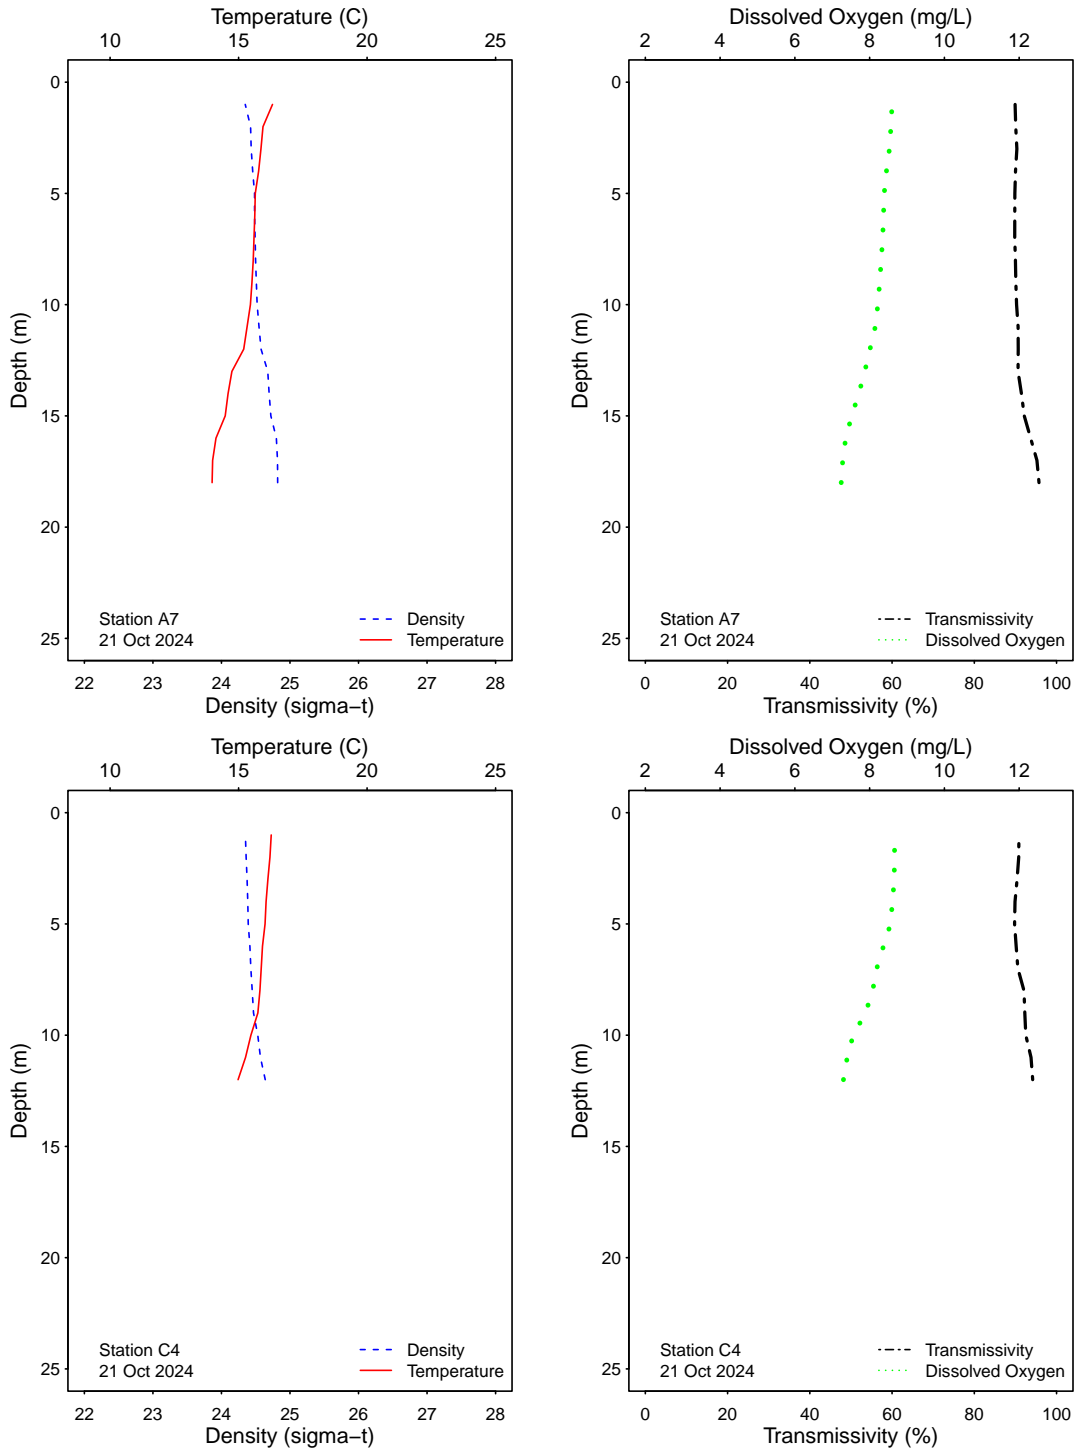 Temperature (C)
10 15 20 25
0
5
10
15
20
25
Depth (m)
Station A7
21 Oct 2024
Density
Temperature
22 23 24 25 26 27 28
Density (sigma−t)
Dissolved Oxygen (mg/L)
2 4 6 8 10 12
0
5
10
15
20
25
Depth (m)
Station A7
21 Oct 2024
Transmissivity
Dissolved Oxygen
0 20 40 60 80 100
Transmissivity (%)
Temperature (C)
10 15 20 25
0
5
10
15
20
25
Depth (m)
Station C4
21 Oct 2024
Density
Temperature
22 23 24 25 26 27 28
Density (sigma−t)
Dissolved Oxygen (mg/L)
2 4 6 8 10 12
0
5
10
15
20
25
Depth (m)
Station C4
21 Oct 2024
Transmissivity
Dissolved Oxygen
0 20 40 60 80 100
Transmissivity (%)